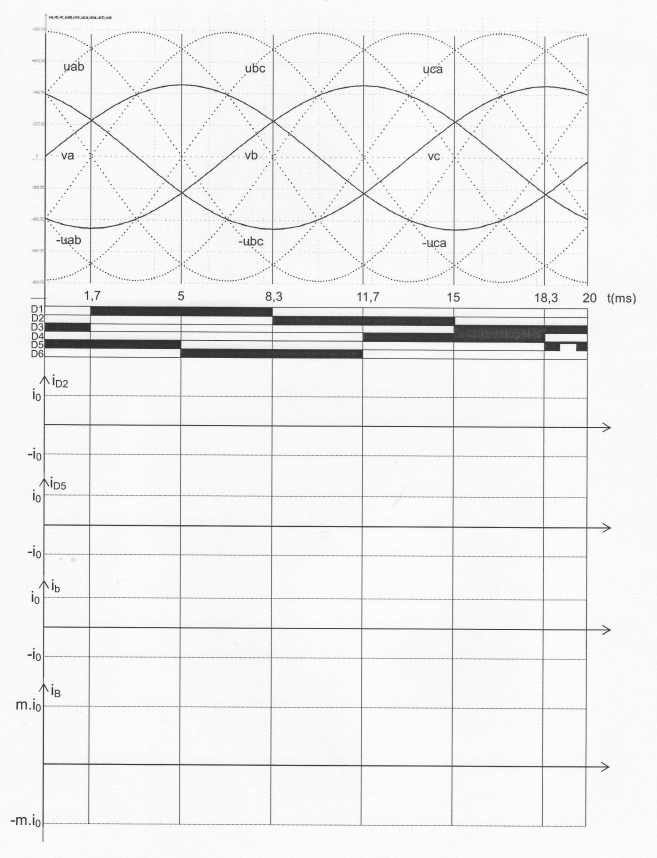 uab ubc uca
va vb vc
-uab -ubc -uca
1,7 5 8,3 11,7 15 18,3 20 t(ms)
D1
D2
D3
D4
D5
D6
iD2
i0
-i0
iD5
i0
-i0
ib
i0
-i0
iB
m.i0
-m.i0